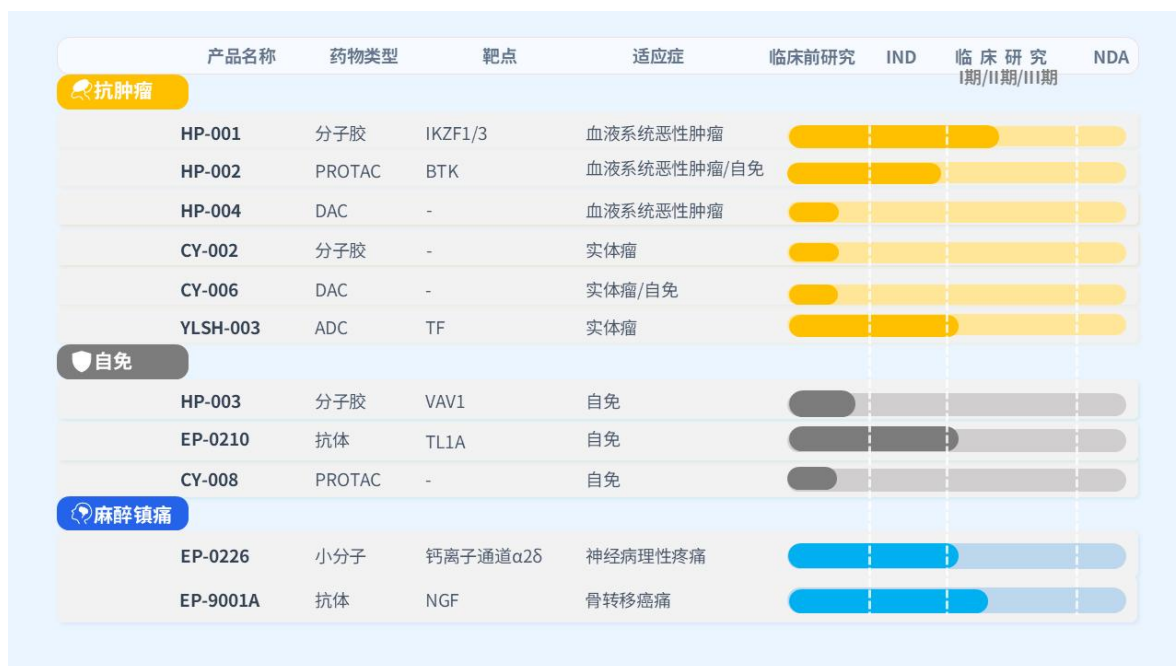 产品名称 药物类型 靶点 适应症 临床前研究 IND 临床研究 NDA
I期/II期/III期
抗肿瘤
HP-001 分子胶 IKZF1/3 血液系统恶性肿瘤
HP-002 PROTAC BTK 血液系统恶性肿瘤/自免
HP-004 DAC - 血液系统恶性肿瘤
CY-002 分子胶 - 实体瘤
CY-006 DAC - 实体瘤/自免
YLSH-003 ADC TF 实体瘤
自免
HP-003 分子胶 VAV1 自免
EP-0210 抗体 TL1A 自免
CY-008 PROTAC - 自免
麻醉镇痛
EP-0226 小分子 钙离子通道α2δ 神经病理性疼痛
EP-9001A 抗体 NGF 骨转移癌痛